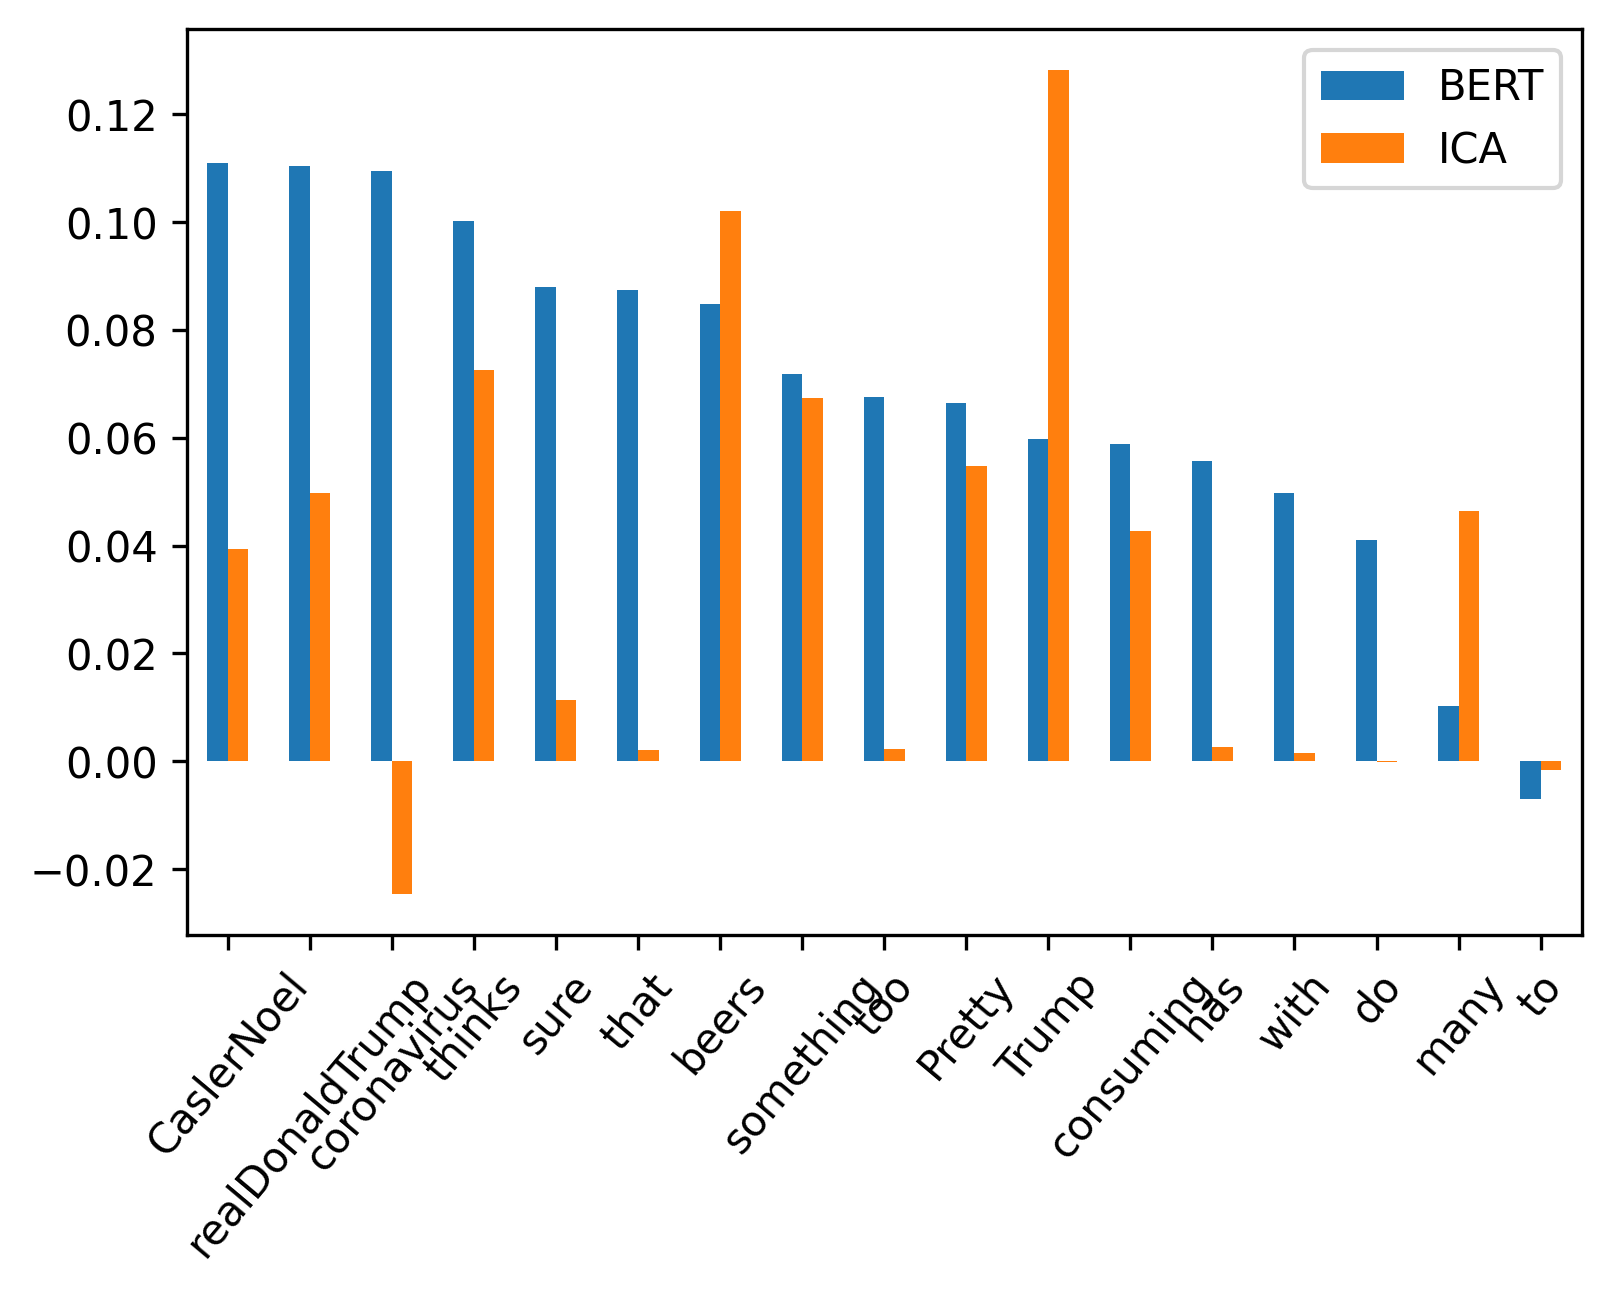 BERT
ICA
0.12
0.10
0.08
0.06
0.04
0.02
0.00
−0.02
CaslerNoel
realDonaldTrump
coronavirus
thinks
sure
that
beers
something
too
Pretty
Trump
consuming
has
with
do
many
to